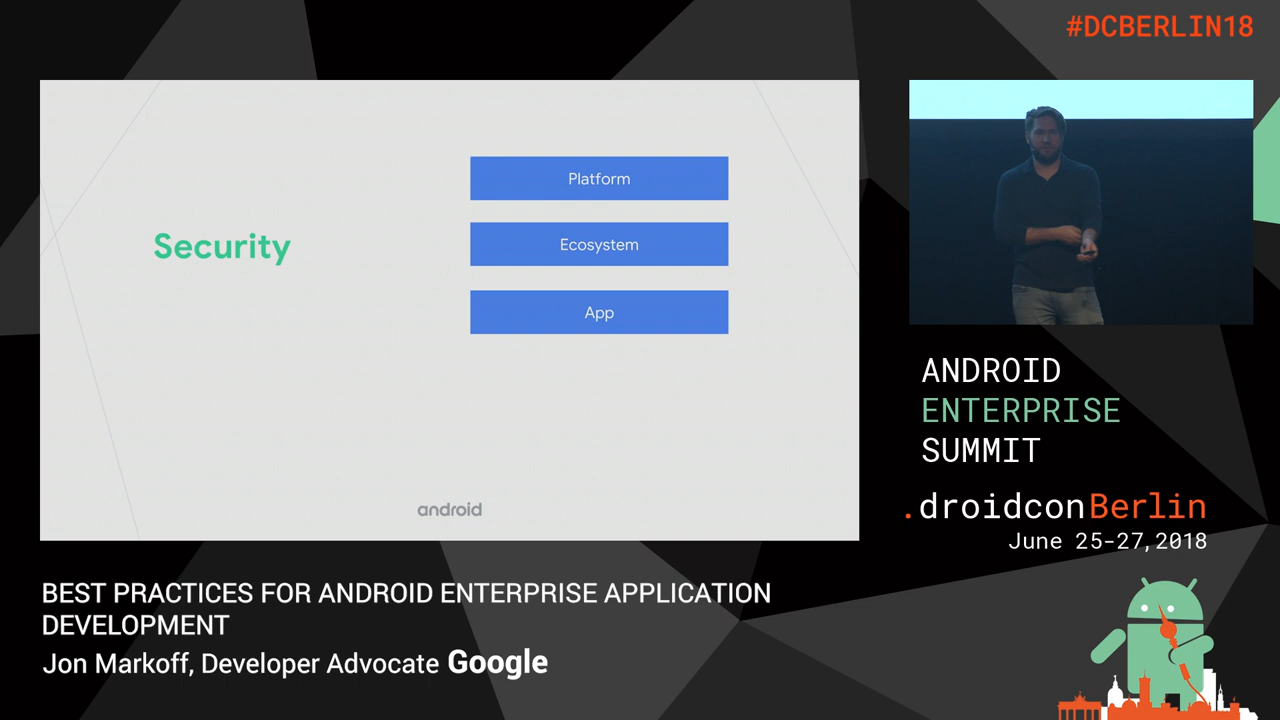 #DCBERLIN18
Security
Platform
Ecosystem
App
android
ANDROID
ENTERPRISE
SUMMIT
.droidconBerlin
June 25-27,2018
BEST PRACTICES FOR ANDROID ENTERPRISE APPLICATION
DEVELOPMENT
Jon Markoff, Developer Advocate Google